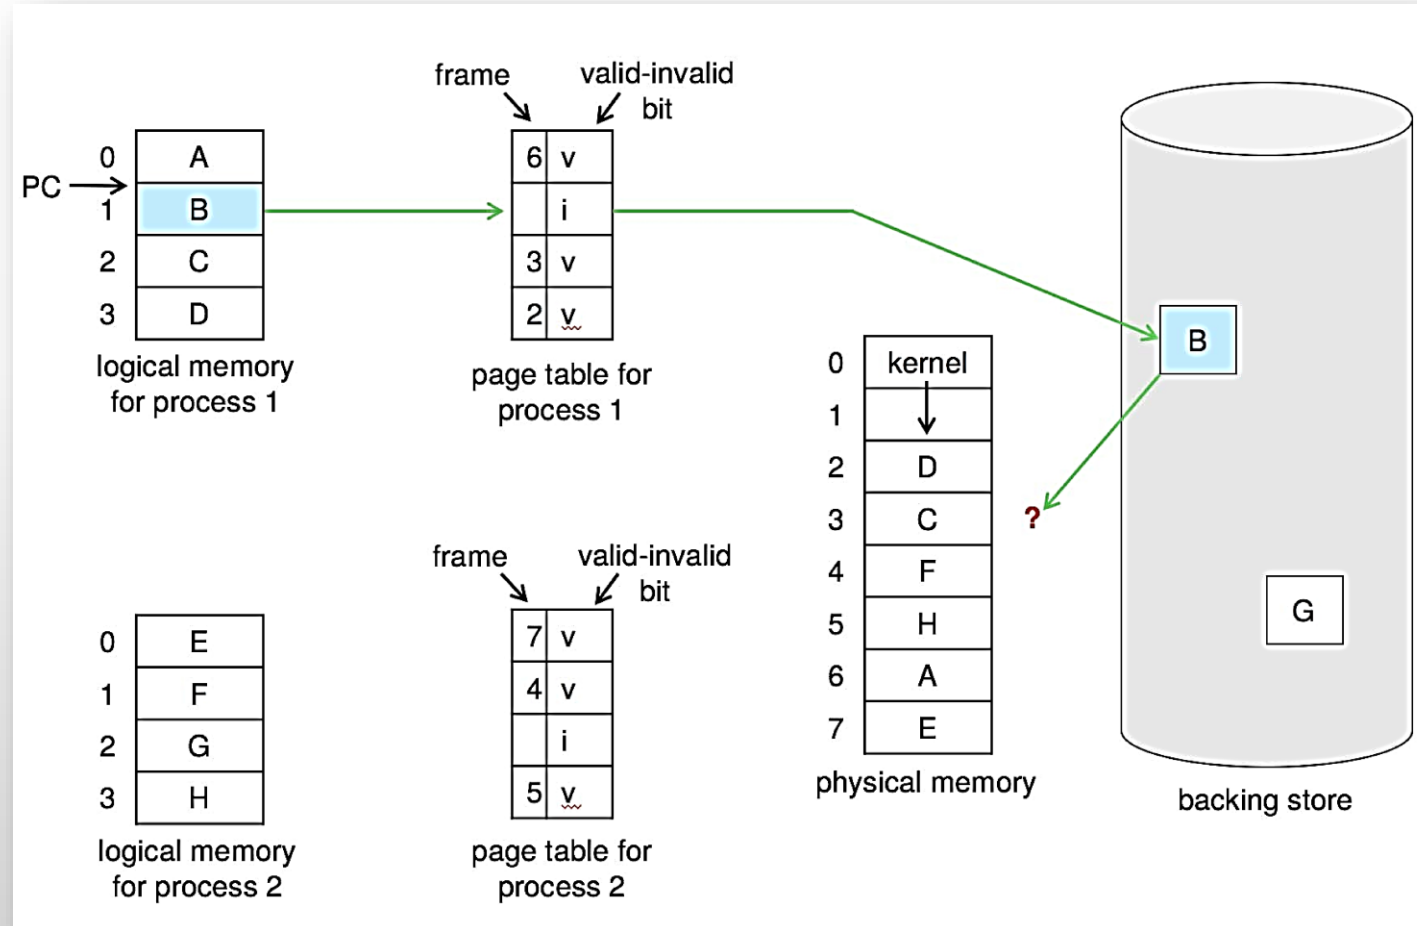 frame valid-invalid
bit
0 A
PC
1 B
2 C
3 D
logical memory
for process 1
6 v
i
3 v
2 v
page table for
process 1
0 kernel
1
2 D
3 C
4 F
5 H
6 A
7 E
physical memory
?
B
G
backing store
0 E
1 F
2 G
3 H
logical memory
for process 2
frame valid-invalid
bit
7 v
4 v
i
5 v
page table for
process 2